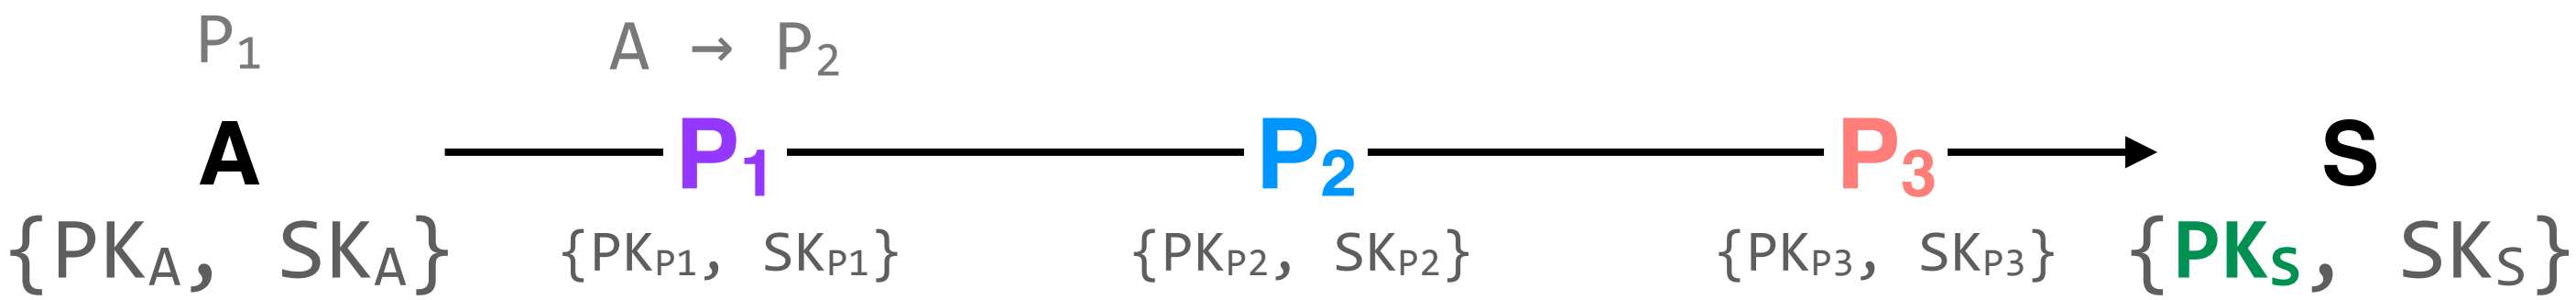 P₁ A → P₂
A P₁ P₂ P₃ S
{PK_A, SK_A} {PK_P1, SK_P1} {PK_P2, SK_P2} {PK_P3, SK_P3} {PK_S, SK_S}